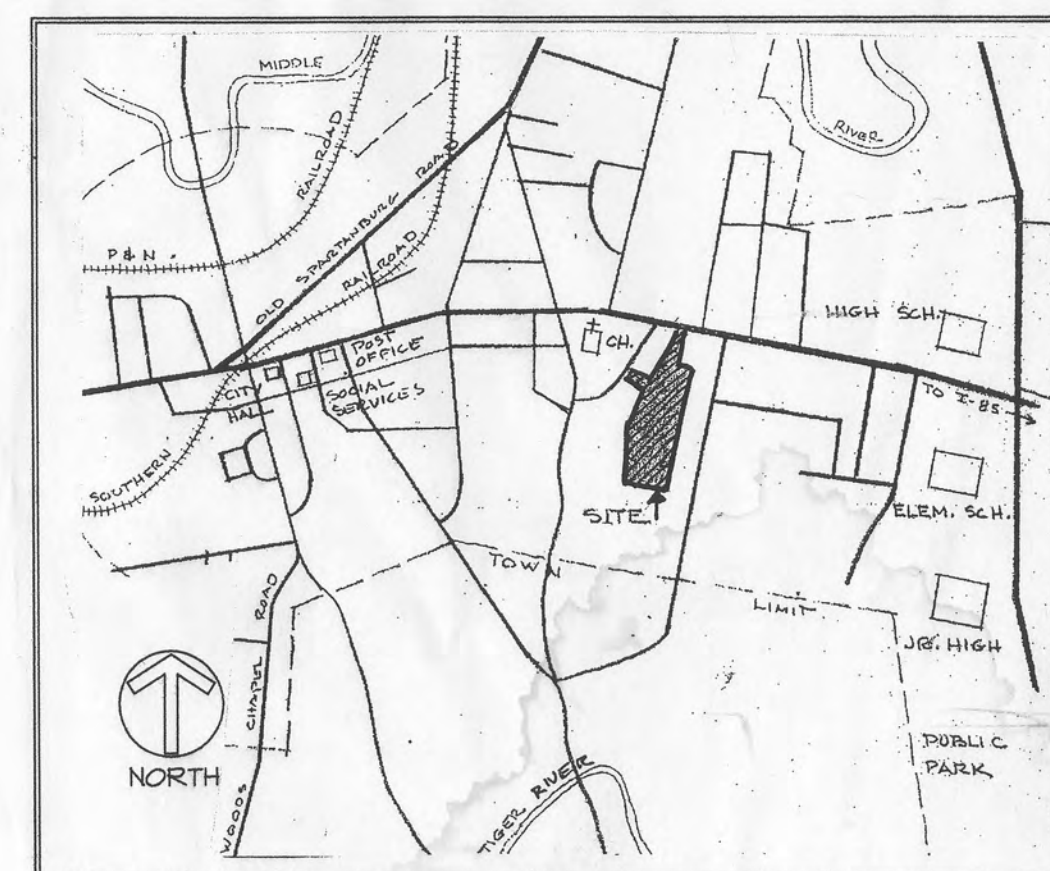 MIDDLE
RIVER
RAILROAD
P & N.
OLD SPARTANBURG ROAD
RAILROAD
HIGH SCH.
POST
OFFICE
CH.
CITY
HALL
SOCIAL
SERVICES
TO I-85
SOUTHERN
ELEM. SCH.
SITE
TOWN
LIMIT
JR. HIGH
WOODS CHAPEL ROAD
NORTH
PUBLIC
PARK
TIGER RIVER